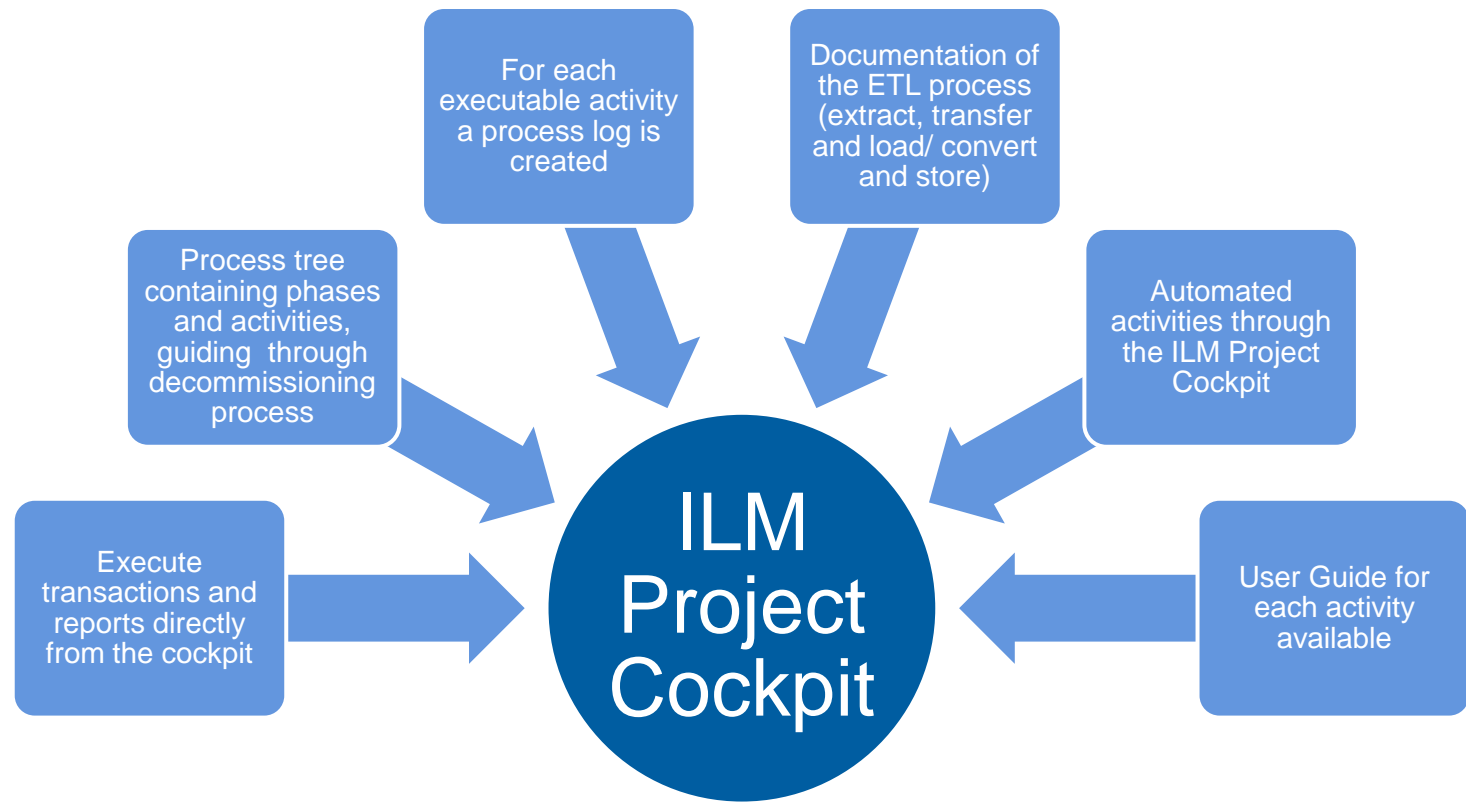 For each
executable activity
a process log is
created
Documentation of
the ETL process
(extract, transfer
and load/ convert
and store)
Process tree
containing phases
and activities,
guiding  through
decommissioning
process
Automated
activities through
the ILM Project
Cockpit
Execute
transactions and
reports directly
from the cockpit
ILM
Project
Cockpit
User Guide for
each activity
available